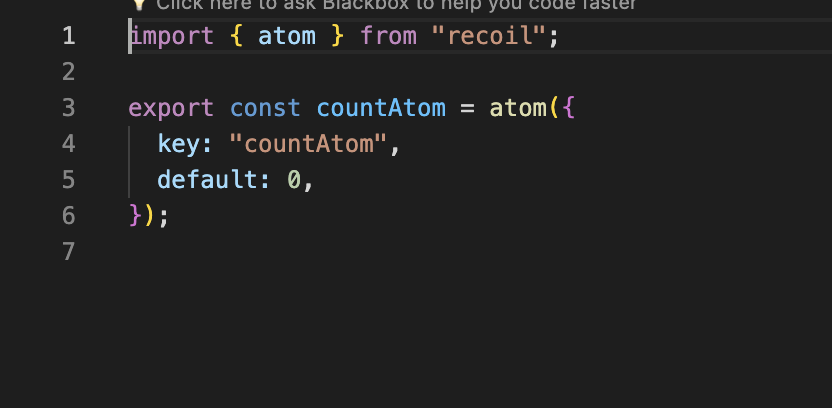 Click here to ask Blackbox to help you code faster
1 import { atom } from "recoil";
2
3 export const countAtom = atom({
4   key: "countAtom",
5   default: 0,
6 });
7